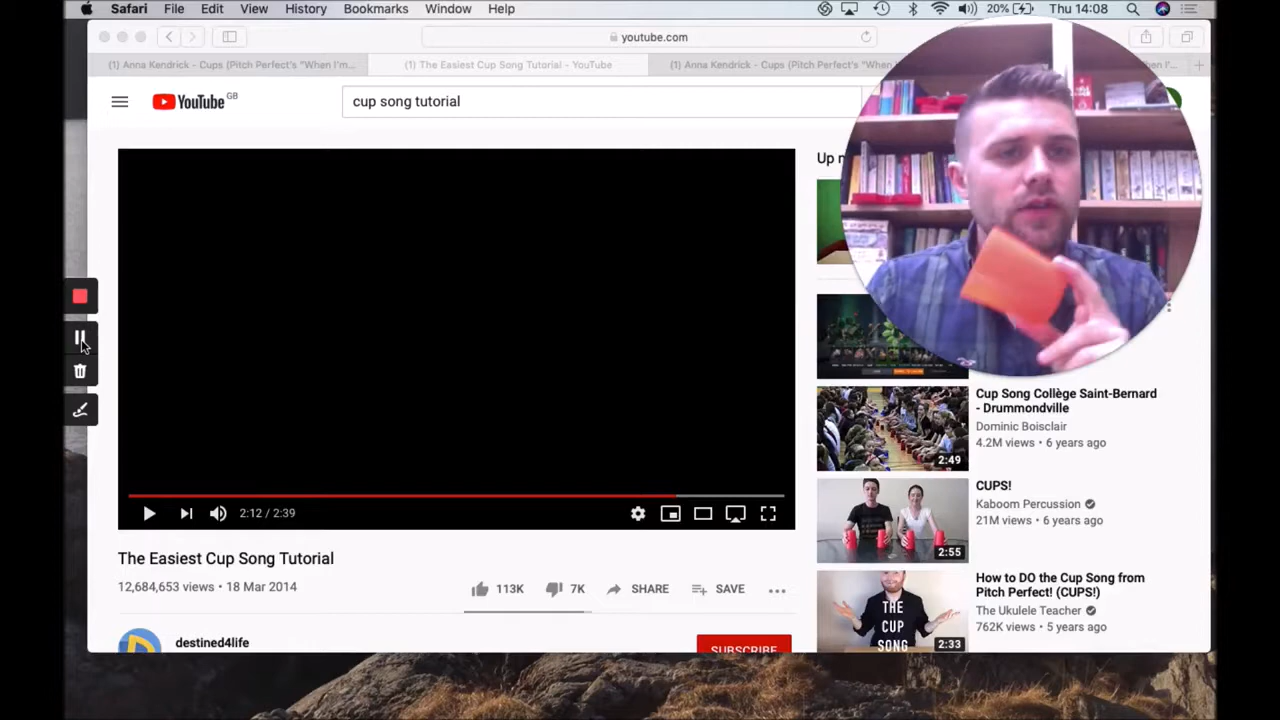 Safari File Edit View History Bookmarks Window Help 20% Thu 14:08
youtube.com
(1) Anna Kendrick - Cups (Pitch Perfect's "When I'm... (1) The Easiest Cup Song Tutorial - YouTube (1) Anna Kendrick - Cups (Pitch Perfect's "When I' n I'...
YouTube GB cup song tutorial
Up
2:12 / 2:39
The Easiest Cup Song Tutorial
12,684,653 views • 18 Mar 2014
113K 7K SHARE SAVE
destined4life
SUBSCRIBE
Cup Song Collège Saint-Bernard
- Drummondville
Dominic Boisclair
4.2M views • 6 years ago
2:49
CUPS!
Kaboom Percussion
21M views • 6 years ago
2:55
How to DO the Cup Song from
Pitch Perfect! (CUPS!)
The Ukulele Teacher
762K views • 5 years ago
THE
CUP
SONG
2:33